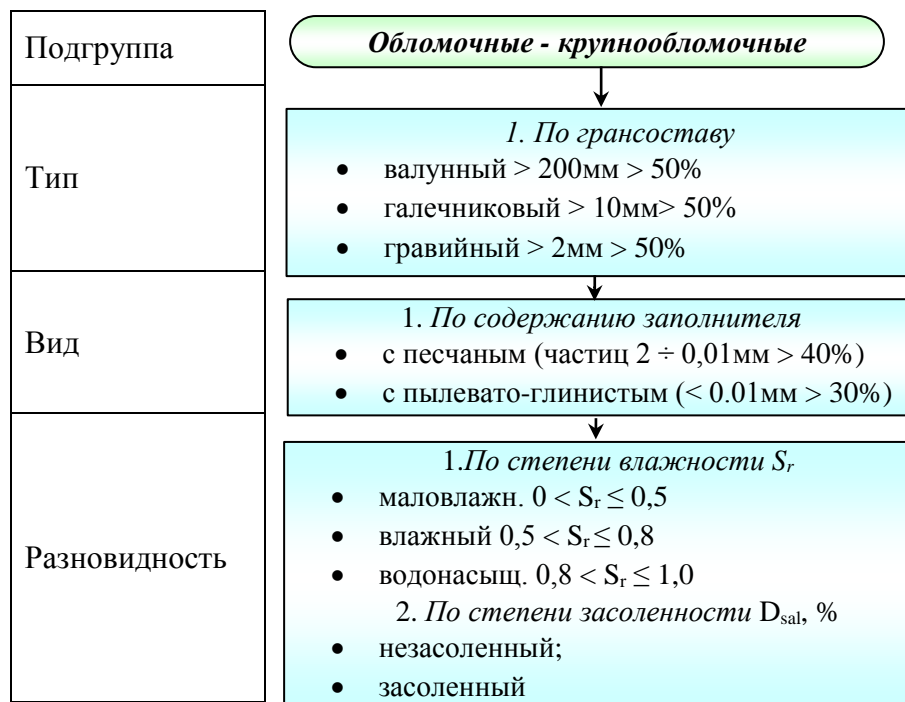 Подгруппа
Обломочные - крупнообломочные
Тип
1. По грансоставу
• валунный > 200мм > 50%
• галечниковый > 10мм> 50%
• гравийный > 2мм > 50%
Вид
1. По содержанию заполнителя
• с песчаным (частиц 2 ÷ 0,01мм > 40%)
• с пылевато-глинистым (< 0.01мм > 30%)
Разновидность
1.По степени влажности Sr
• маловлажн. 0 < Sr ≤ 0,5
• влажный 0,5 < Sr ≤ 0,8
• водонасыщ. 0,8 < Sr ≤ 1,0
2. По степени засоленности Dsal, %
• незасоленный;
• засоленный